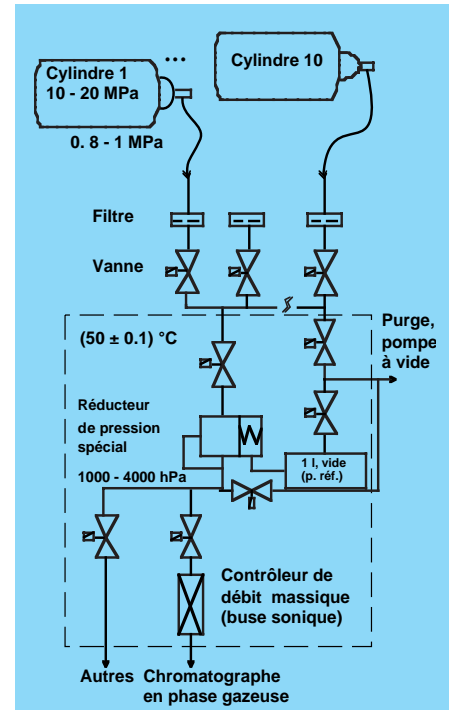 Cylindre 1
10 - 20 MPa
...
Cylindre 10
0. 8 - 1 MPa
Filtre
Vanne
(50 ± 0.1) °C
Purge,
pompe
à vide
Réducteur
de pression
spécial
1000 - 4000 hPa
1 l, vide
(p. réf.)
Contrôleur de
débit massique
(buse sonique)
Autres
Chromatographe
en phase gazeuse